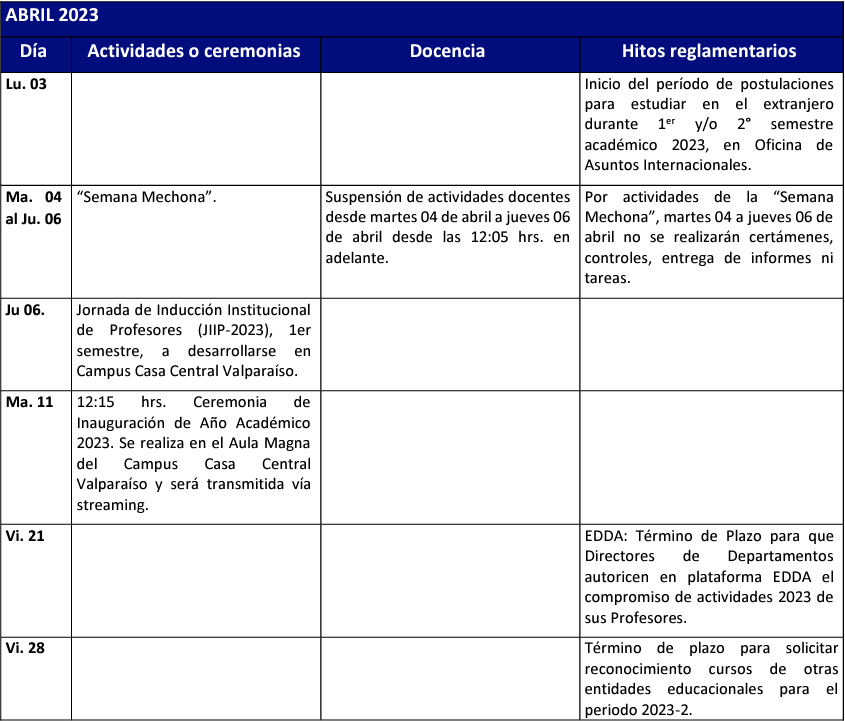 ABRIL 2023
Día
Actividades o ceremonias
Docencia
Hitos reglamentarios
Lu. 03
Inicio del período de postulaciones
para estudiar en el extranjero
durante 1er y/o 2° semestre
académico 2023, en Oficina de
Asuntos Internacionales.
Ma. 04
al Ju. 06
“Semana Mechona”.
Suspensión de actividades docentes
desde martes 04 de abril a jueves 06
de abril desde las 12:05 hrs. en
adelante.
Por actividades de la “Semana
Mechona”, martes 04 a jueves 06 de
abril no se realizarán certámenes,
controles, entrega de informes ni
tareas.
Ju 06.
Jornada de Inducción Institucional
de Profesores (JIIP-2023), 1er
semestre, a desarrollarse en
Campus Casa Central Valparaíso.
Ma. 11
12:15 hrs. Ceremonia de
Inauguración de Año Académico
2023. Se realiza en el Aula Magna
del Campus Casa Central
Valparaíso y será transmitida vía
streaming.
Vi. 21
EDDA: Término de Plazo para que
Directores de Departamentos
autoricen en plataforma EDDA el
compromiso de actividades 2023 de
sus Profesores.
Vi. 28
Término de plazo para solicitar
reconocimiento cursos de otras
entidades educacionales para el
periodo 2023-2.